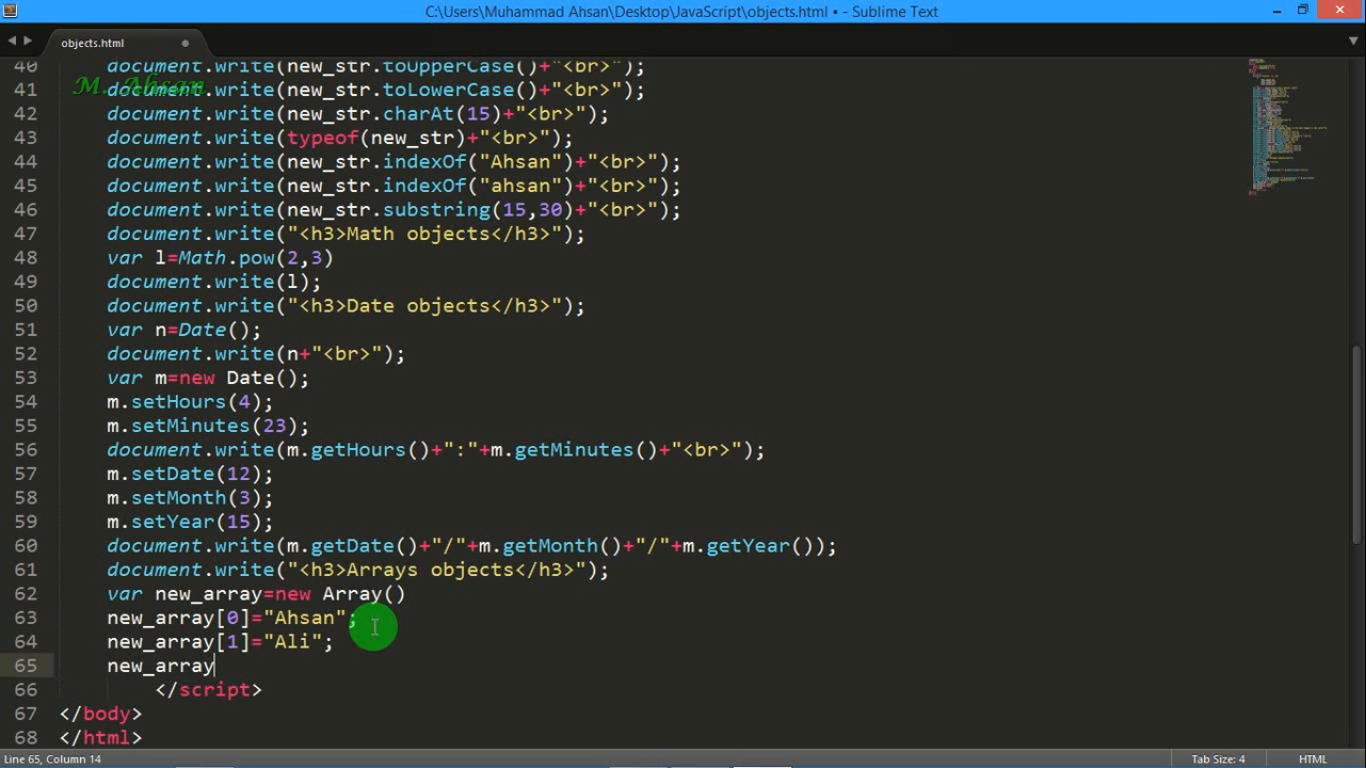 C:\Users\Muhammad Ahsan\Desktop\JavaScript\objects.html • - Sublime Text
objects.html
M. Ahsan
40 document.write(new_str.toUpperCase()+"<br>");
41 document.write(new_str.toLowerCase()+"<br>");
42 document.write(new_str.charAt(15)+"<br>");
43 document.write(typeof(new_str)+"<br>");
44 document.write(new_str.indexOf("Ahsan")+"<br>");
45 document.write(new_str.indexOf("ahsan")+"<br>");
46 document.write(new_str.substring(15,30)+"<br>");
47 document.write("<h3>Math objects</h3>");
48 var l=Math.pow(2,3)
49 document.write(l);
50 document.write("<h3>Date objects</h3>");
51 var n=Date();
52 document.write(n+"<br>");
53 var m=new Date();
54 m.setHours(4);
55 m.setMinutes(23);
56 document.write(m.getHours()+":"+m.getMinutes()+"<br>");
57 m.setDate(12);
58 m.setMonth(3);
59 m.setYear(15);
60 document.write(m.getDate()+"/"+m.getMonth()+"/"+m.getYear());
61 document.write("<h3>Arrays objects</h3>");
62 var new_array=new Array()
63 new_array[0]="Ahsan";
64 new_array[1]="Ali";
65 new_array
66 </script>
67 </body>
68 </html>
Line 65, Column 14
Tab Size: 4
HTML